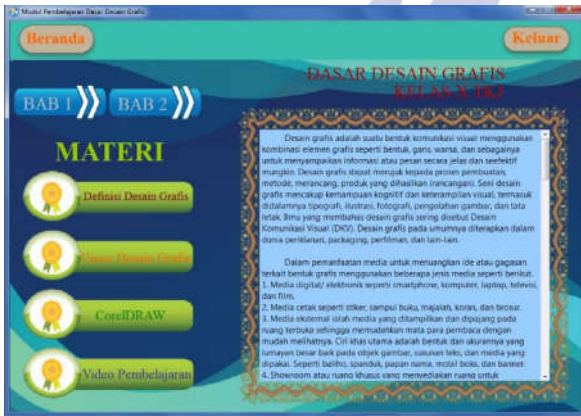 Modul Pembelajaran Dasar Desain Grafis
Beranda
Keluar
DASAR DESAIN GRAFIS
KELAS X TKJ
BAB 1
BAB 2
MATERI
Definisi Desain Grafis
Unsur Desain Grafis
CorelDRAW
Video Pembelajaran
Desain grafis adalah suatu bentuk komunikasi visual menggunakan
kombinasi elemen grafis seperti bentuk, garis, warna, dan sebagainya
untuk menyampaikan informasi atau pesan secara jelas dan seefektif
mungkin. Desain grafis dapat merujuk kepada proses pembuatan,
metode, merancang, produk yang dihasilkan (rancangan). Seni desain
grafis mencakup kemampuan kognitif dan keterampilan visual, termasuk
didalamnya tipografi, ilustrasi, fotografi, pengolahan gambar, dan tata
letak. Ilmu yang membahas desain grafis sering disebut Desain
Komunikasi Visual (DKV). Desain grafis pada umumnya diterapkan dalam
dunia periklanan, packaging, perfilman, dan lain-lain.
Dalam pemanfaatan media untuk menuangkan ide atau gagasan
terkait bentuk grafis menggunakan beberapa jenis media seperti berikut.
1. Media digital/ elektronik seperti smartphone, komputer, laptop, televisi,
dan film.
2. Media cetak seperti stiker, sampul buku, majalah, koran, dan brosur.
3. Media eksternal ialah media yang ditampilkan dan dipajang pada
ruang terbuka sehingga memudahkan mata para pembaca dengan
mudah melihatnya. Ciri khas utama adalah bentuk dan ukurannya yang
lumayan besar baik pada objek gambar, susunan teks, dan media yang
dipakai. Seperti baliho, spanduk, papan nama, mobil boks, dan banner.
4. Showroom atau ruang khusus yang menyediakan ruang untuk